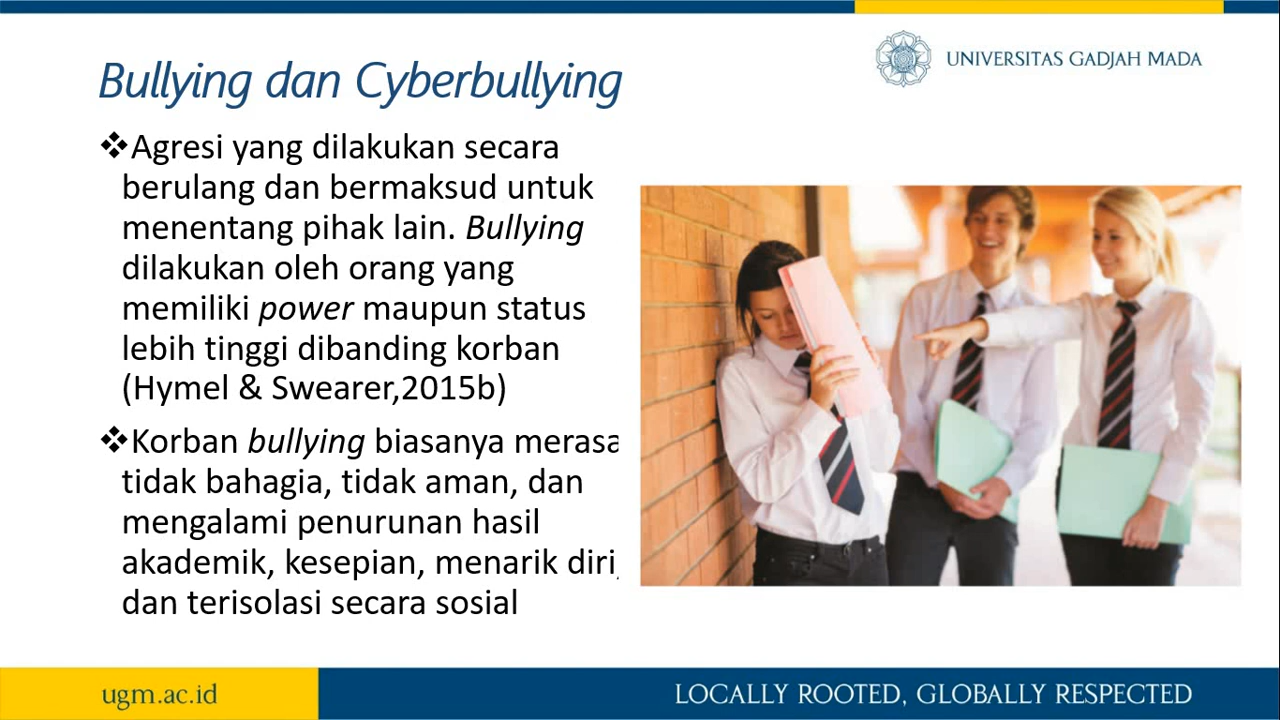 UNIVERSITAS GADJAH MADA
Bullying dan Cyberbullying
❖Agresi yang dilakukan secara
berulang dan bermaksud untuk
menentang pihak lain. Bullying
dilakukan oleh orang yang
memiliki power maupun status
lebih tinggi dibanding korban
(Hymel & Swearer,2015b)
❖Korban bullying biasanya merasa
tidak bahagia, tidak aman, dan
mengalami penurunan hasil
akademik, kesepian, menarik diri,
dan terisolasi secara sosial
ugm.ac.id
LOCALLY ROOTED, GLOBALLY RESPECTED